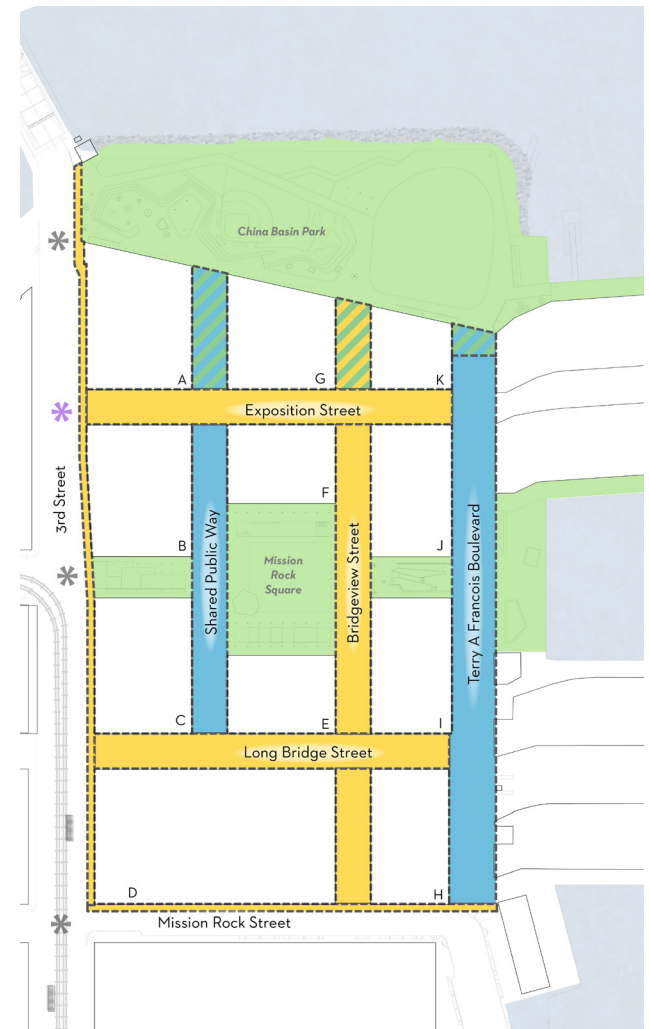 China Basin Park
A
G
K
Exposition Street
3rd Street
F
B
J
Shared Public Way
Mission
Rock
Square
Bridgeview Street
Terry A Francois Boulevard
C
E
I
Long Bridge Street
D
H
Mission Rock Street